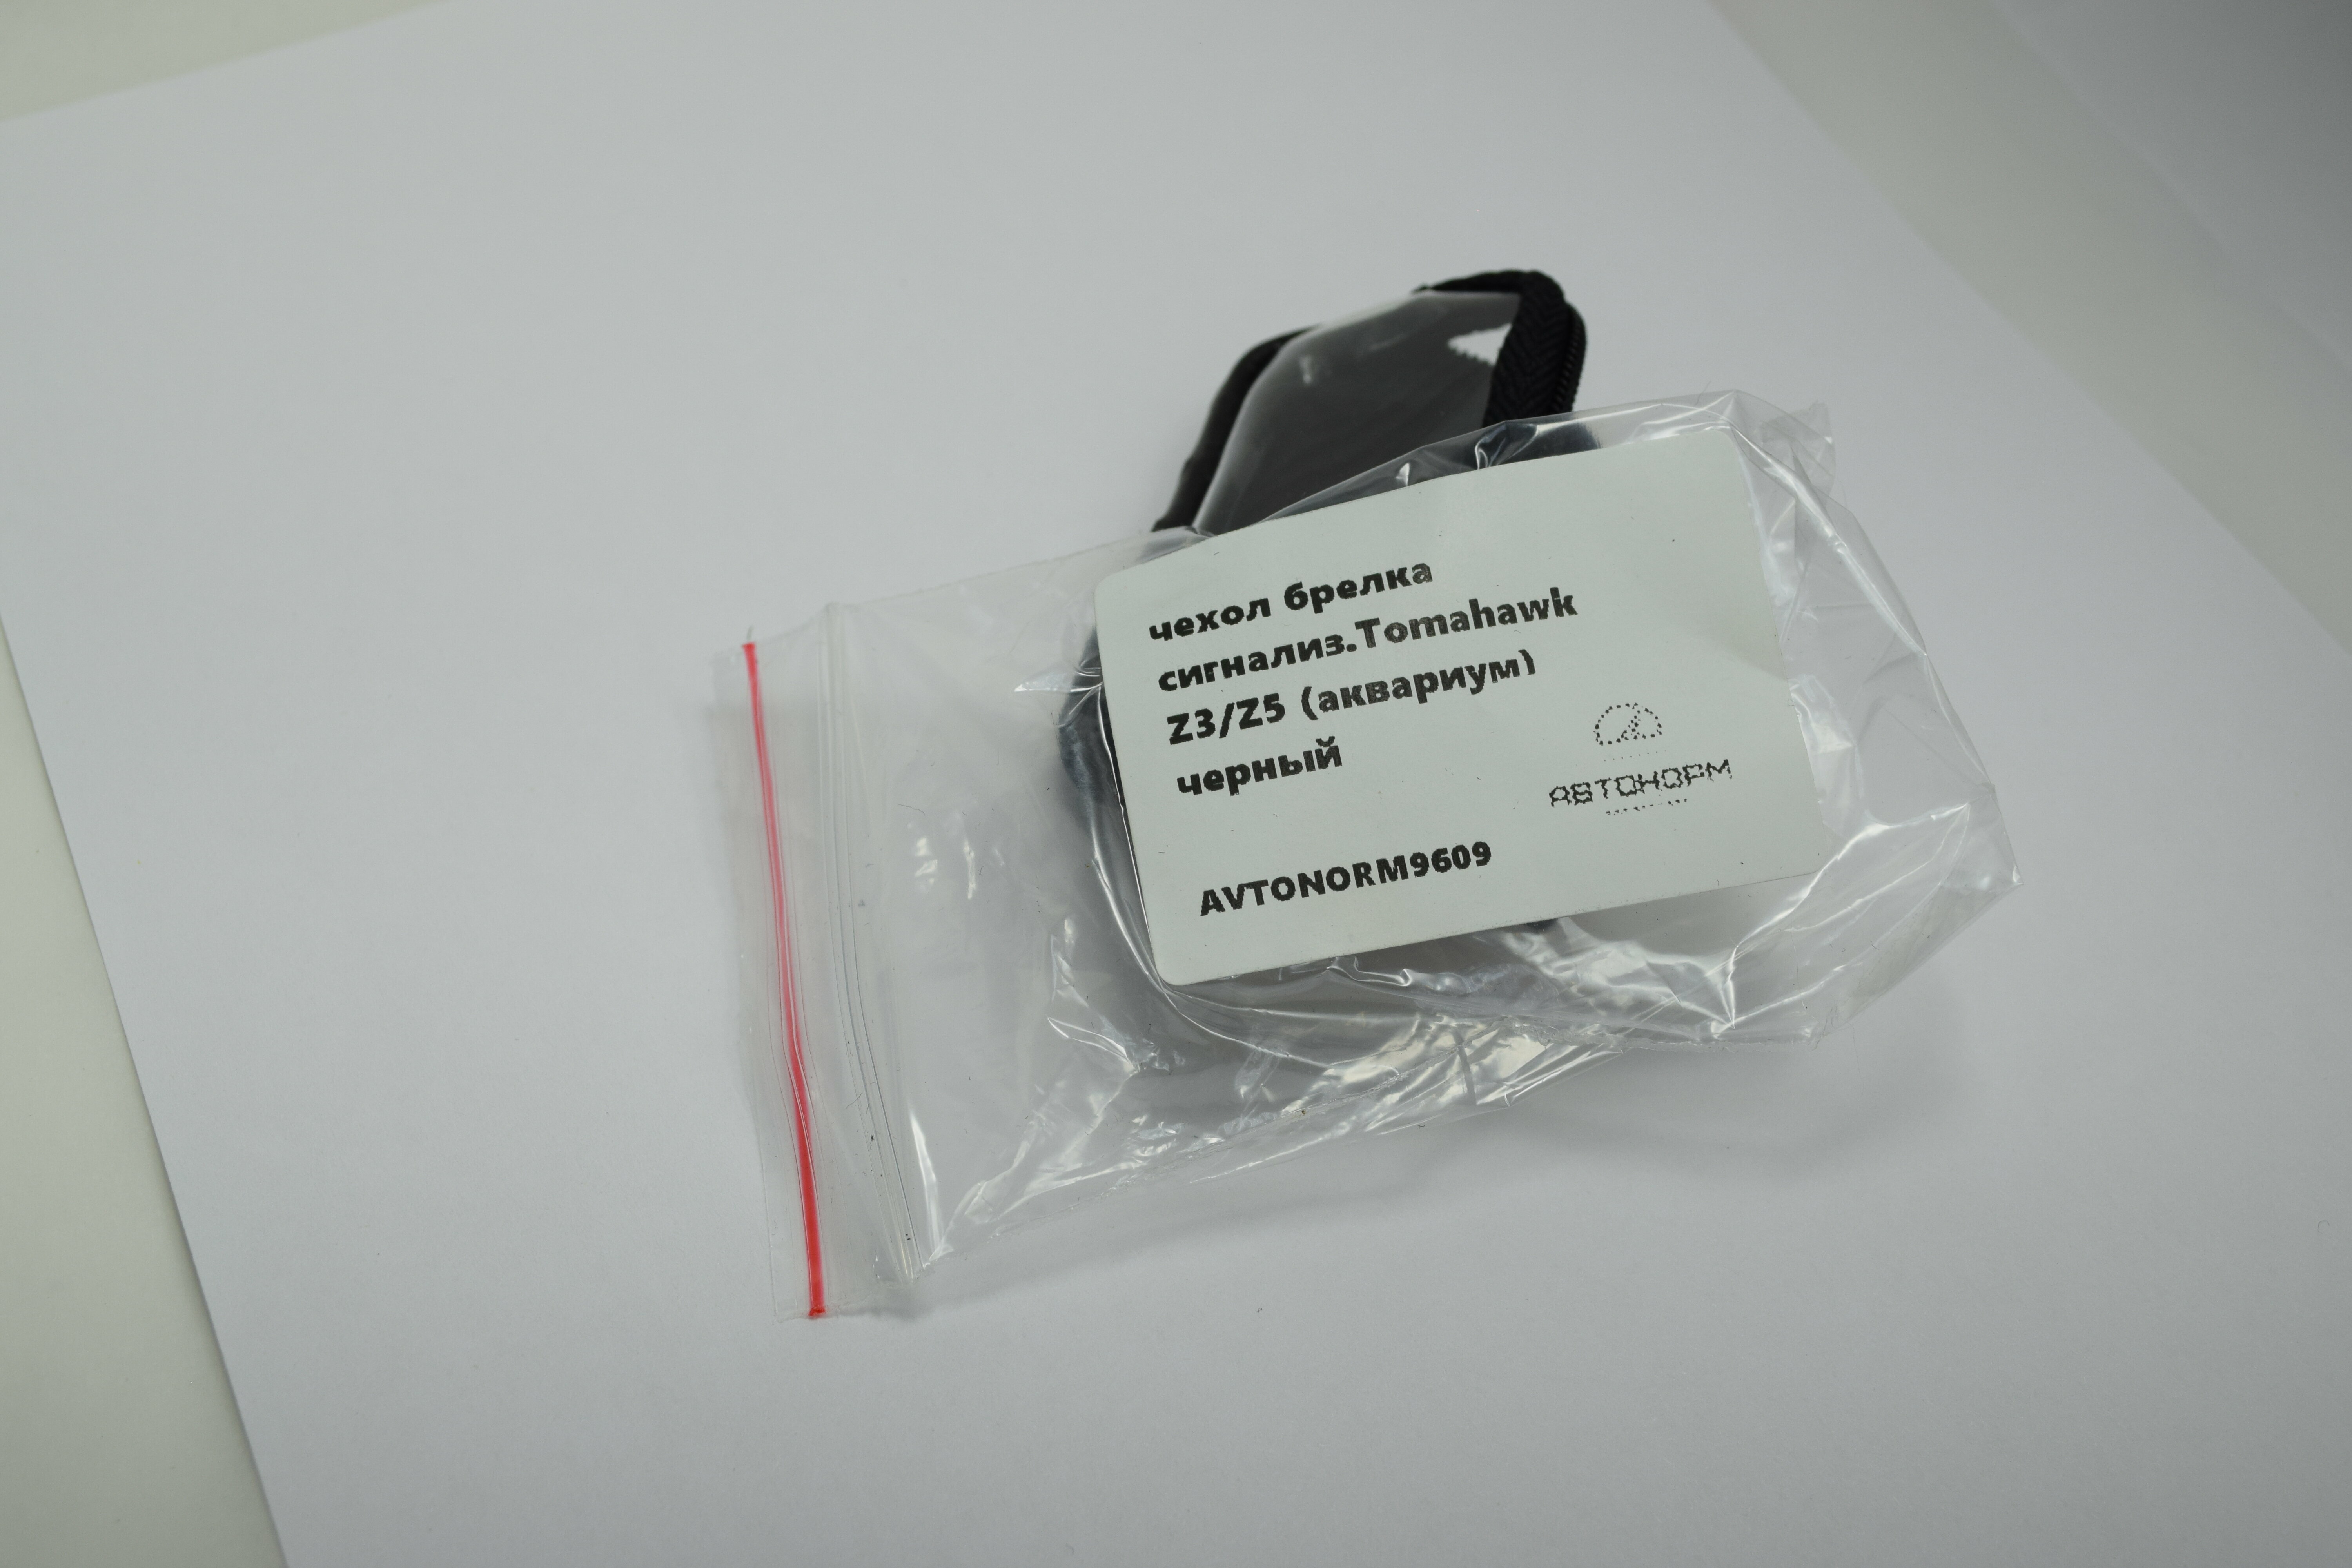 чехол брелка
сигнализ.Tomahawk
Z3/Z5 (аквариум)
черный
АВТОНОРМ
AVTONORM9609